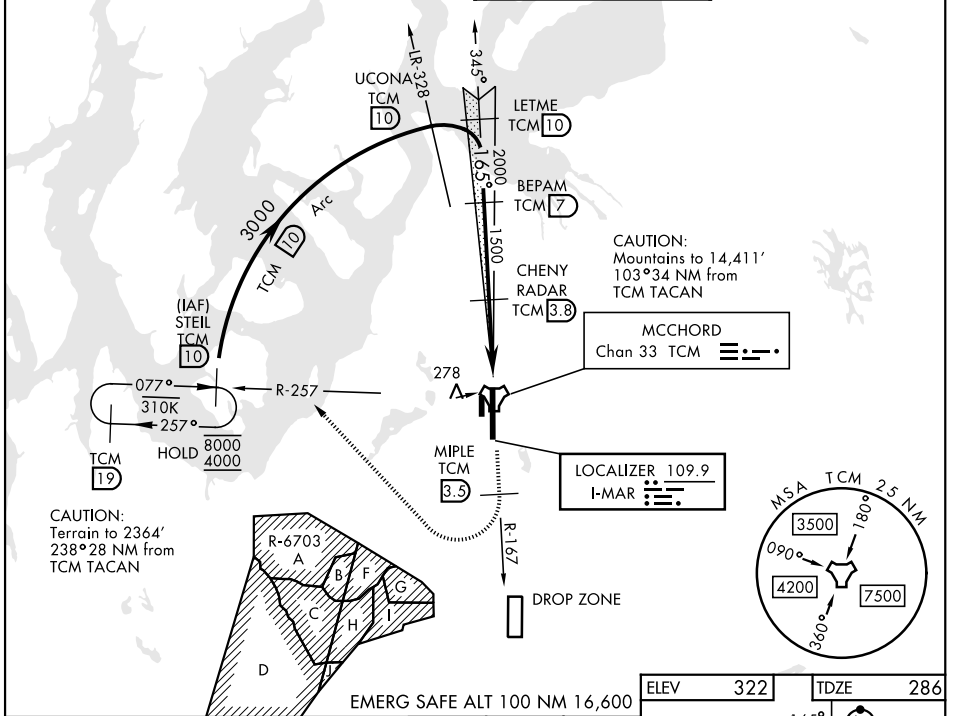 345°
LR-328
UCONA
TCM
10
LETME
TCM 10
2000
165°
BEPAM
TCM 7
3000
TCM 10 Arc
1500
CAUTION:
Mountains to 14,411'
103°34 NM from
TCM TACAN
CHENY
RADAR
TCM 3.8
(IAF)
STEIL
TCM
10
MCCHORD
Chan 33 TCM
278
077°
310K
257°
R-257
HOLD 8000
4000
TCM
19
MIPLE
TCM
3.5
LOCALIZER 109.9
I-MAR
CAUTION:
Terrain to 2364'
238°28 NM from
TCM TACAN
R-167
MSA TCM 25 NM
3500
180°
090°
4200
7500
360°
R-6703
A
B
F
G
C
H
I
D
J
DROP ZONE
EMERG SAFE ALT 100 NM 16,600
ELEV 322
TDZE 286
165°